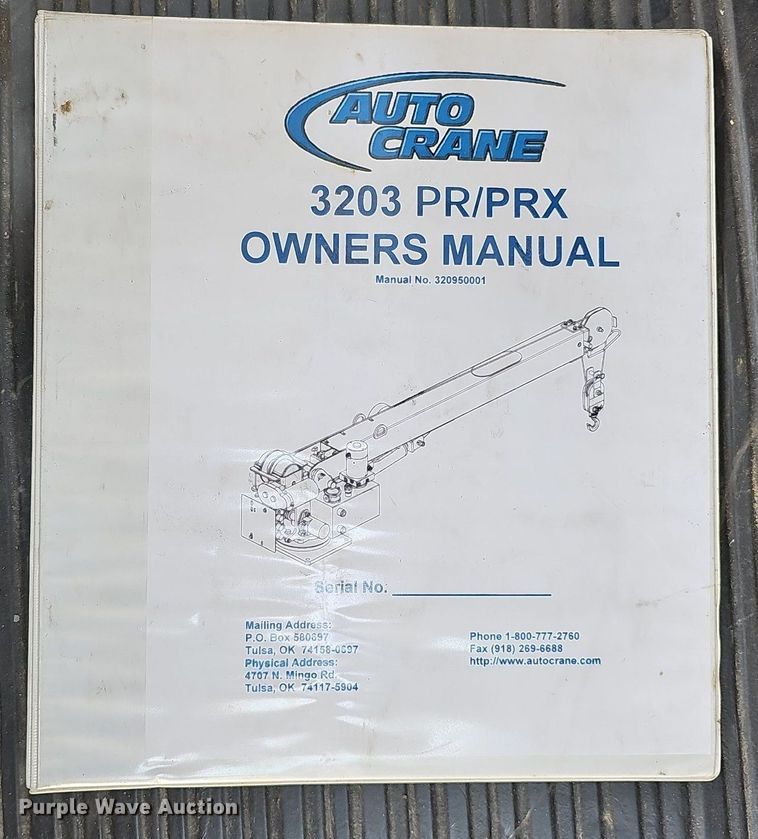 AUTO
CRANE
3203 PR/PRX
OWNERS MANUAL
Manual No. 320950001
Serial No.
Mailing Address:
P.O. Box 580697
Tulsa, OK 74158-0697
Physical Address:
4707 N. Mingo Rd.
Tulsa, OK 74117-5904
Phone 1-800-777-2760
Fax (918) 269-6688
http://www.autocrane.com
Purple Wave Auction